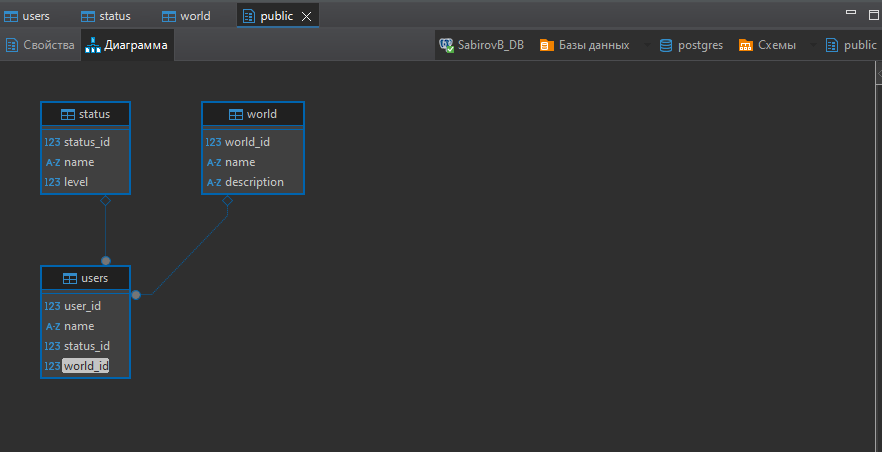 users status world public
Свойства Диаграмма SabirovB_DB Базы данных postgres Схемы public
status
123 status_id
A-Z name
123 level
world
123 world_id
A-Z name
A-Z description
users
123 user_id
A-Z name
123 status_id
123 world_id